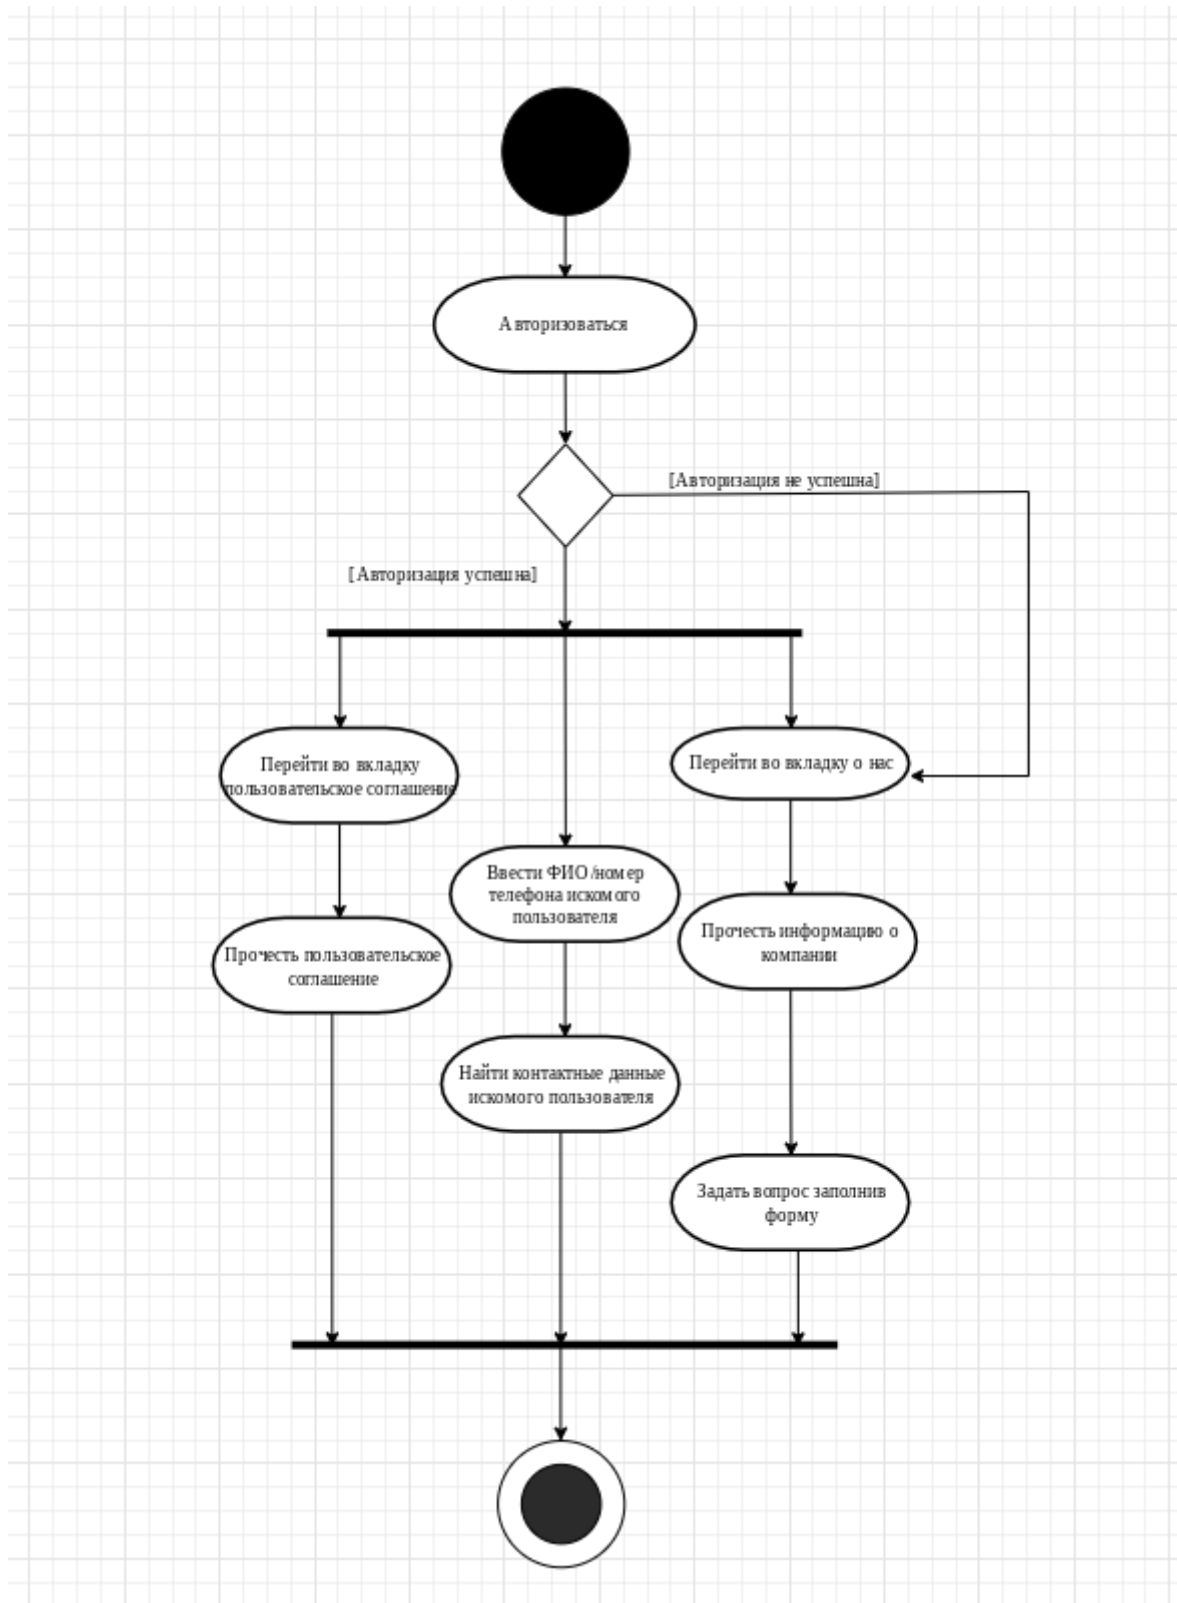 Авторизоваться
[Авторизация не успешна]
[Авторизация успешна]
Перейти во вкладку
пользовательское соглашение
Перейти во вкладку о нас
Ввести ФИО/номер
телефона искомого
пользователя
Прочесть информацию о
компании
Прочесть пользовательское
соглашение
Найти контактные данные
искомого пользователя
Задать вопрос заполнив
форму